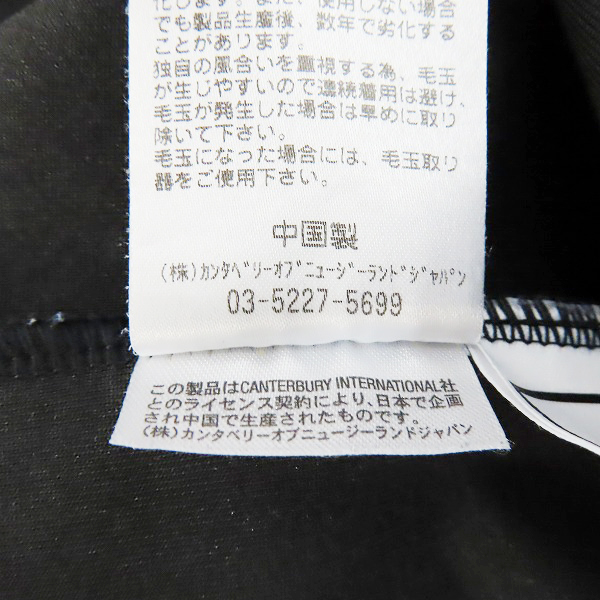 化します。また、使用しない場合
でも製品生産後、数年で劣化する
ことがあります。
独自の風合いを重視する為、毛玉
が生じやすいので連続着用は避け、
毛玉が発生した場合は早めに取り
除いて下さい。
毛玉になった場合には、毛玉取り
器をご使用下さい。
中国製
(株)カンタベリーオブニュージーランドジャパン
03-5227-5699
この製品はCANTERBURY INTERNATIONAL社
とのライセンス契約により、日本で企画
され中国で生産されたものです。
(株)カンタベリーオブニュージーランドジャパン